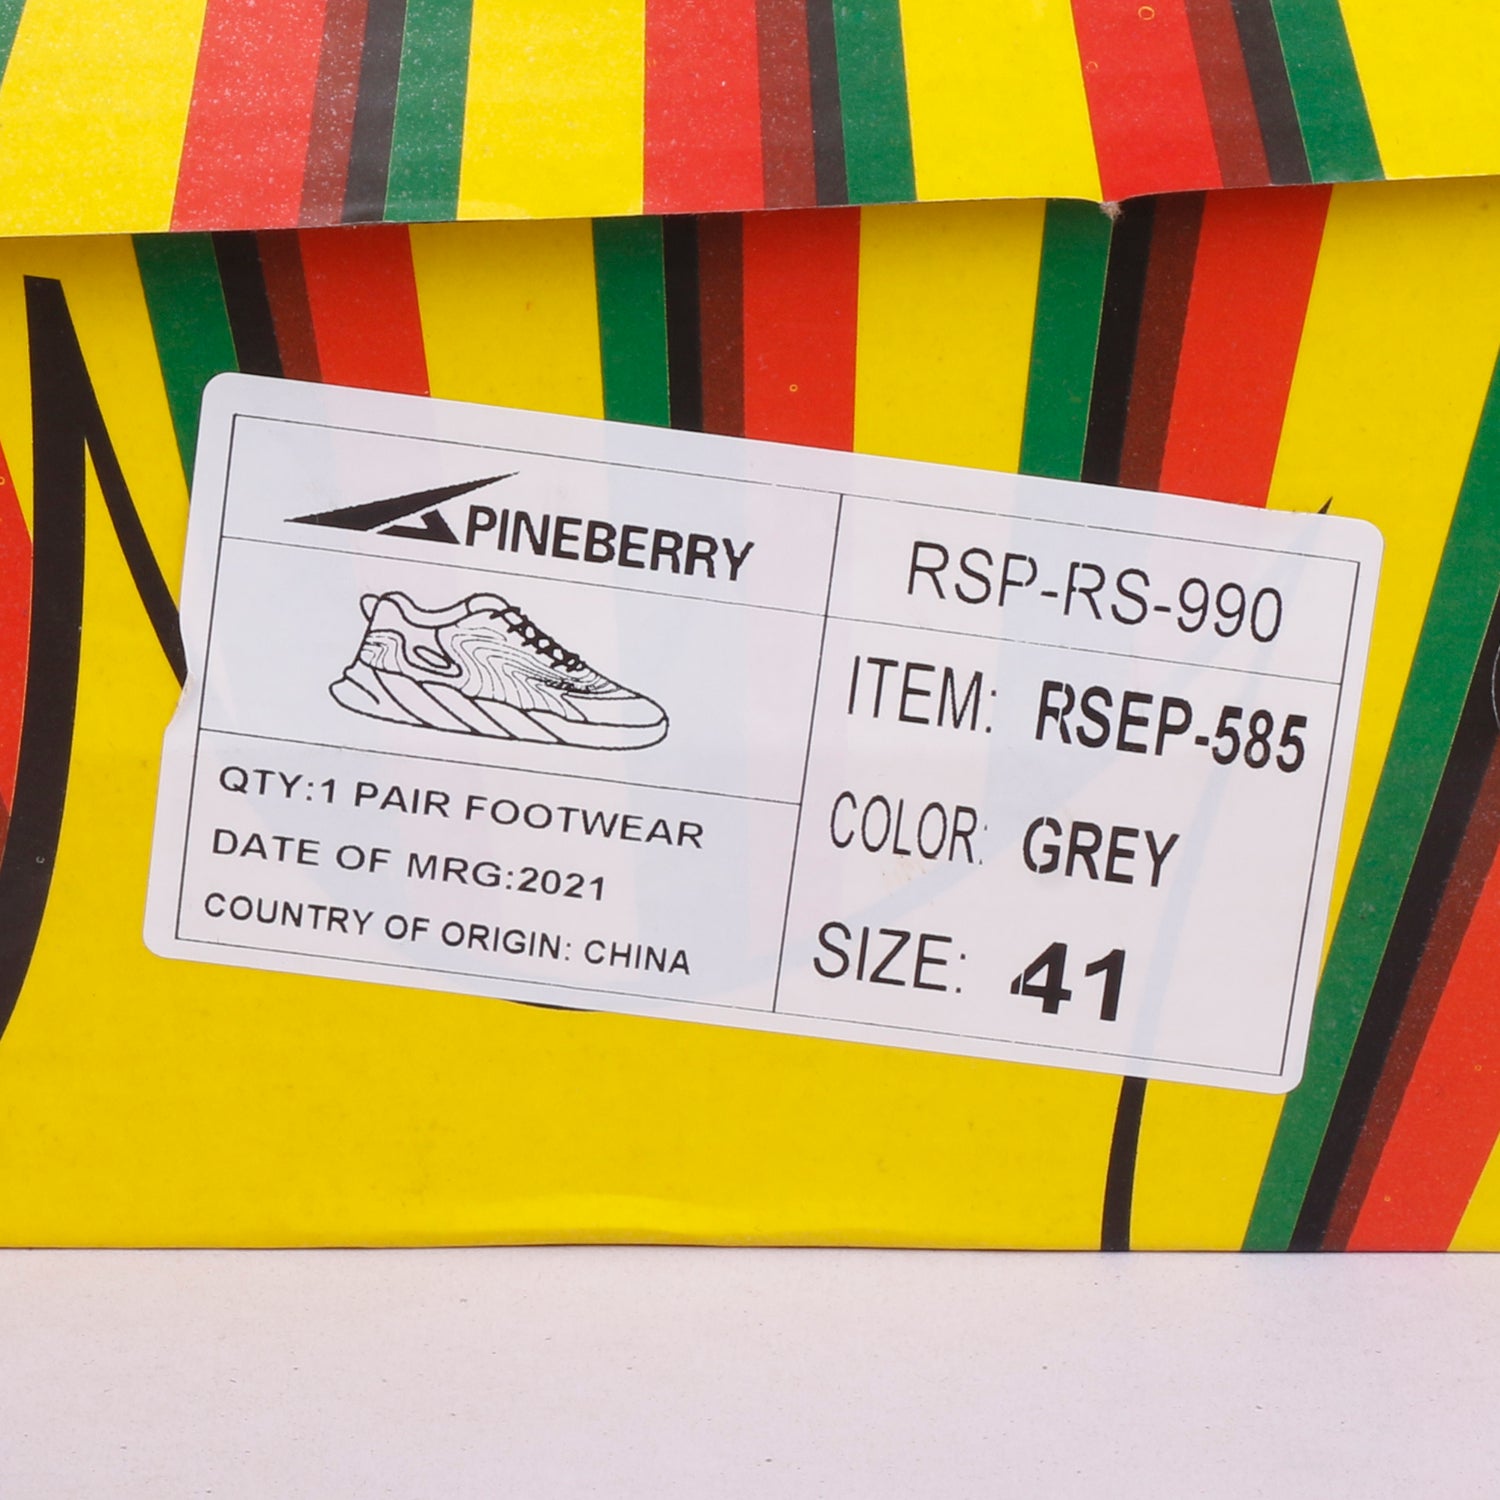 PINEBERRY
QTY:1 PAIR FOOTWEAR
DATE OF MRG:2021
COUNTRY OF ORIGIN: CHINA
RSP-RS-990
ITEM: RSEP-585
COLOR: GREY
SIZE: 41